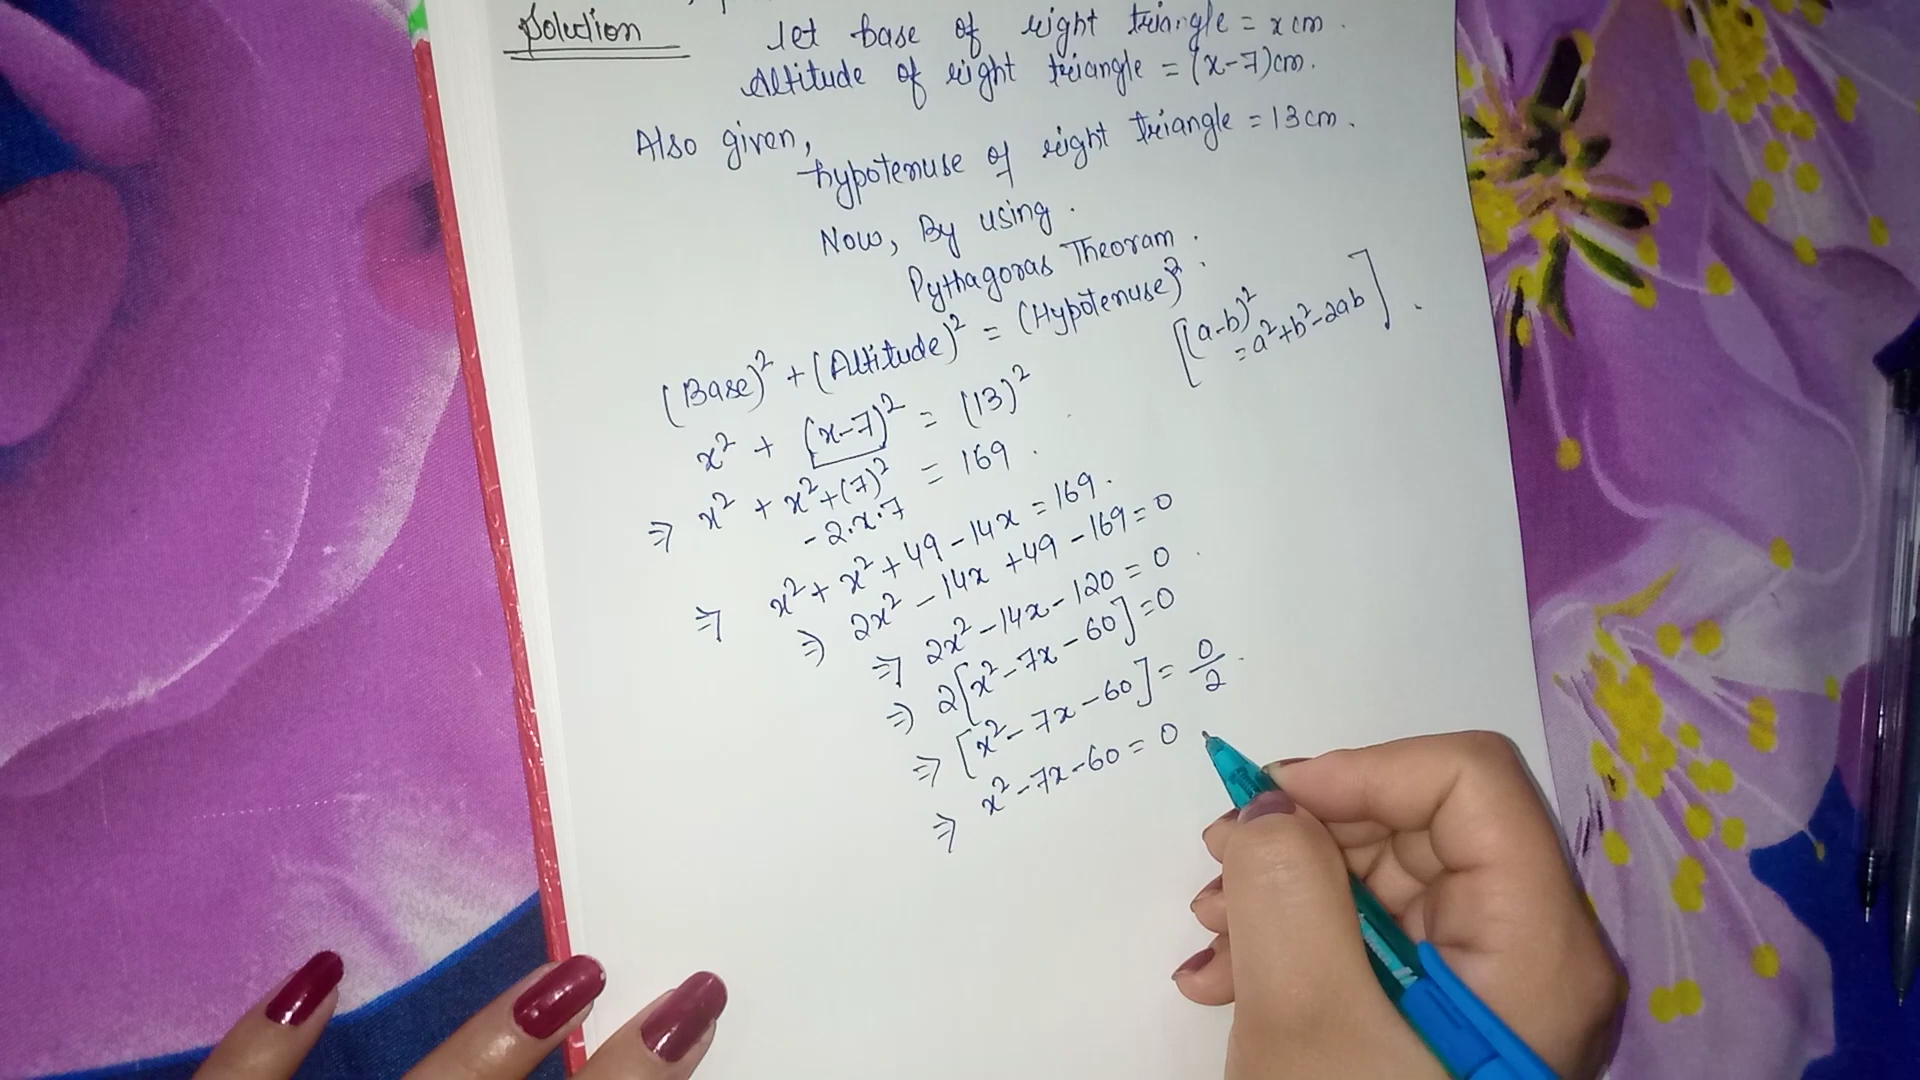 Solution
Let base of right triangle = x cm.
Altitude of right triangle = (x-7)cm.
Also given,
hypotenuse of right triangle = 13 cm.
Now, By using.
Pythagoras Theoram.
(Base)² + (Altitude)² = (Hypotenuse)².
[(a-b)²
= a²+b²-2ab].
x² + (x-7)² = (13)²
⇒ x² + x²+(7)² = 169.
-2.x.7
⇒ x² + x² + 49 - 14x = 169.
⇒ 2x² - 14x + 49 - 169 = 0
⇒ 2x² - 14x - 120 = 0.
⇒ 2[x² - 7x - 60] = 0
⇒ [x² - 7x - 60] = 0/2.
⇒ x² - 7x - 60 = 0